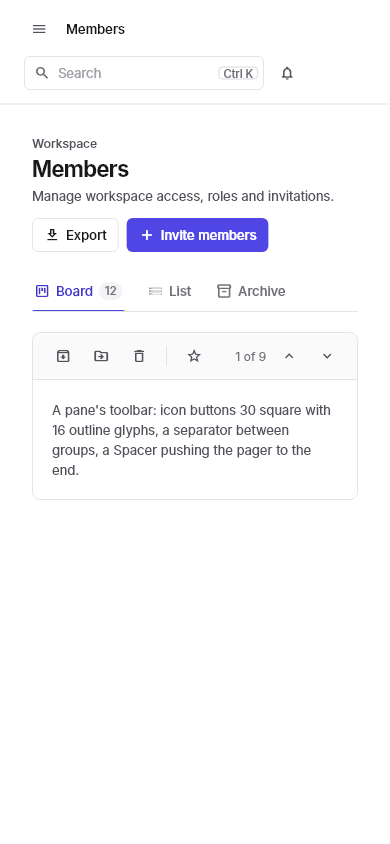 Members
Search
Ctrl K
Workspace
Members
Manage workspace access, roles and invitations.
Export
Invite members
Board 12
List
Archive
1 of 9
A pane's toolbar: icon buttons 30 square with
16 outline glyphs, a separator between
groups, a Spacer pushing the pager to the
end.